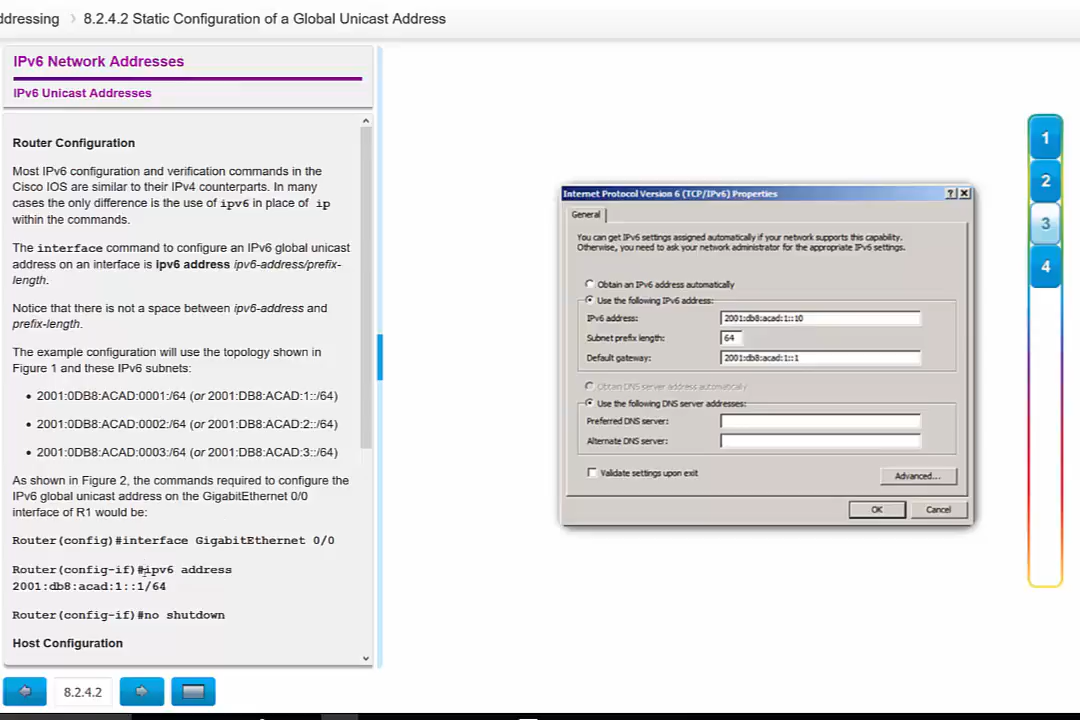 ddressing › 8.2.4.2 Static Configuration of a Global Unicast Address
IPv6 Network Addresses
IPv6 Unicast Addresses
Router Configuration
Most IPv6 configuration and verification commands in the
Cisco IOS are similar to their IPv4 counterparts. In many
cases the only difference is the use of ipv6 in place of ip
within the commands.
The interface command to configure an IPv6 global unicast
address on an interface is ipv6 address ipv6-address/prefix-
length.
Notice that there is not a space between ipv6-address and
prefix-length.
The example configuration will use the topology shown in
Figure 1 and these IPv6 subnets:
• 2001:0DB8:ACAD:0001:/64 (or 2001:DB8:ACAD:1::/64)
• 2001:0DB8:ACAD:0002:/64 (or 2001:DB8:ACAD:2::/64)
• 2001:0DB8:ACAD:0003:/64 (or 2001:DB8:ACAD:3::/64)
As shown in Figure 2, the commands required to configure the
IPv6 global unicast address on the GigabitEthernet 0/0
interface of R1 would be:
Router(config)#interface GigabitEthernet 0/0
Router(config-if)#ipv6 address
2001:db8:acad:1::1/64
Router(config-if)#no shutdown
Host Configuration
8.2.4.2
Internet Protocol Version 6 (TCP/IPv6) Properties
General
You can get IPv6 settings assigned automatically if your network supports this capability.
Otherwise, you need to ask your network administrator for the appropriate IPv6 settings.
Obtain an IPv6 address automatically
Use the following IPv6 address:
IPv6 address: 2001:db8:acad:1::10
Subnet prefix length: 64
Default gateway: 2001:db8:acad:1::1
Obtain DNS server address automatically
Use the following DNS server addresses:
Preferred DNS server:
Alternate DNS server:
Validate settings upon exit
Advanced...
OK Cancel
1
2
3
4